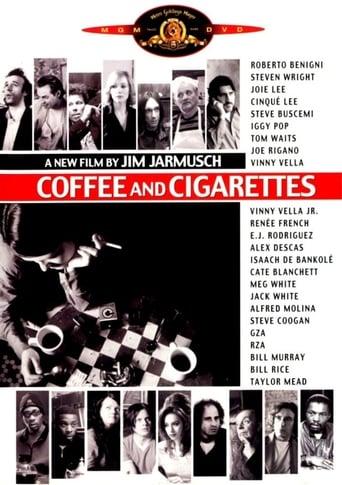 Metro Goldwyn Mayer
MGM DVD
ROBERTO BENIGNI
STEVEN WRIGHT
JOIE LEE
CINQUÉ LEE
STEVE BUSCEMI
IGGY POP
TOM WAITS
JOE RIGANO
VINNY VELLA
A NEW FILM BY JIM JARMUSCH
COFFEE AND CIGARETTES
VINNY VELLA JR.
RENÉE FRENCH
E.J. RODRIGUEZ
ALEX DESCAS
ISAACH DE BANKOLÉ
CATE BLANCHETT
MEG WHITE
JACK WHITE
ALFRED MOLINA
STEVE COOGAN
GZA
RZA
BILL MURRAY
BILL RICE
TAYLOR MEAD